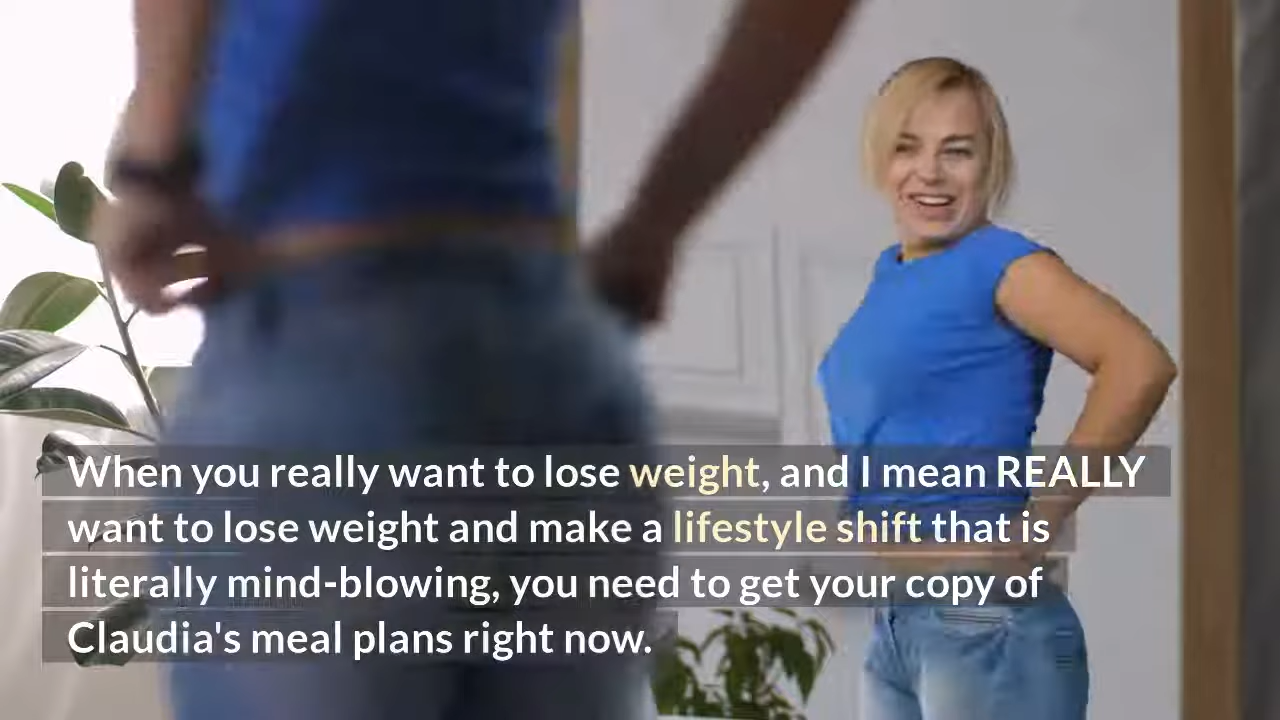 When you really want to lose weight, and I mean REALLY
want to lose weight and make a lifestyle shift that is
literally mind-blowing, you need to get your copy of
Claudia's meal plans right now.